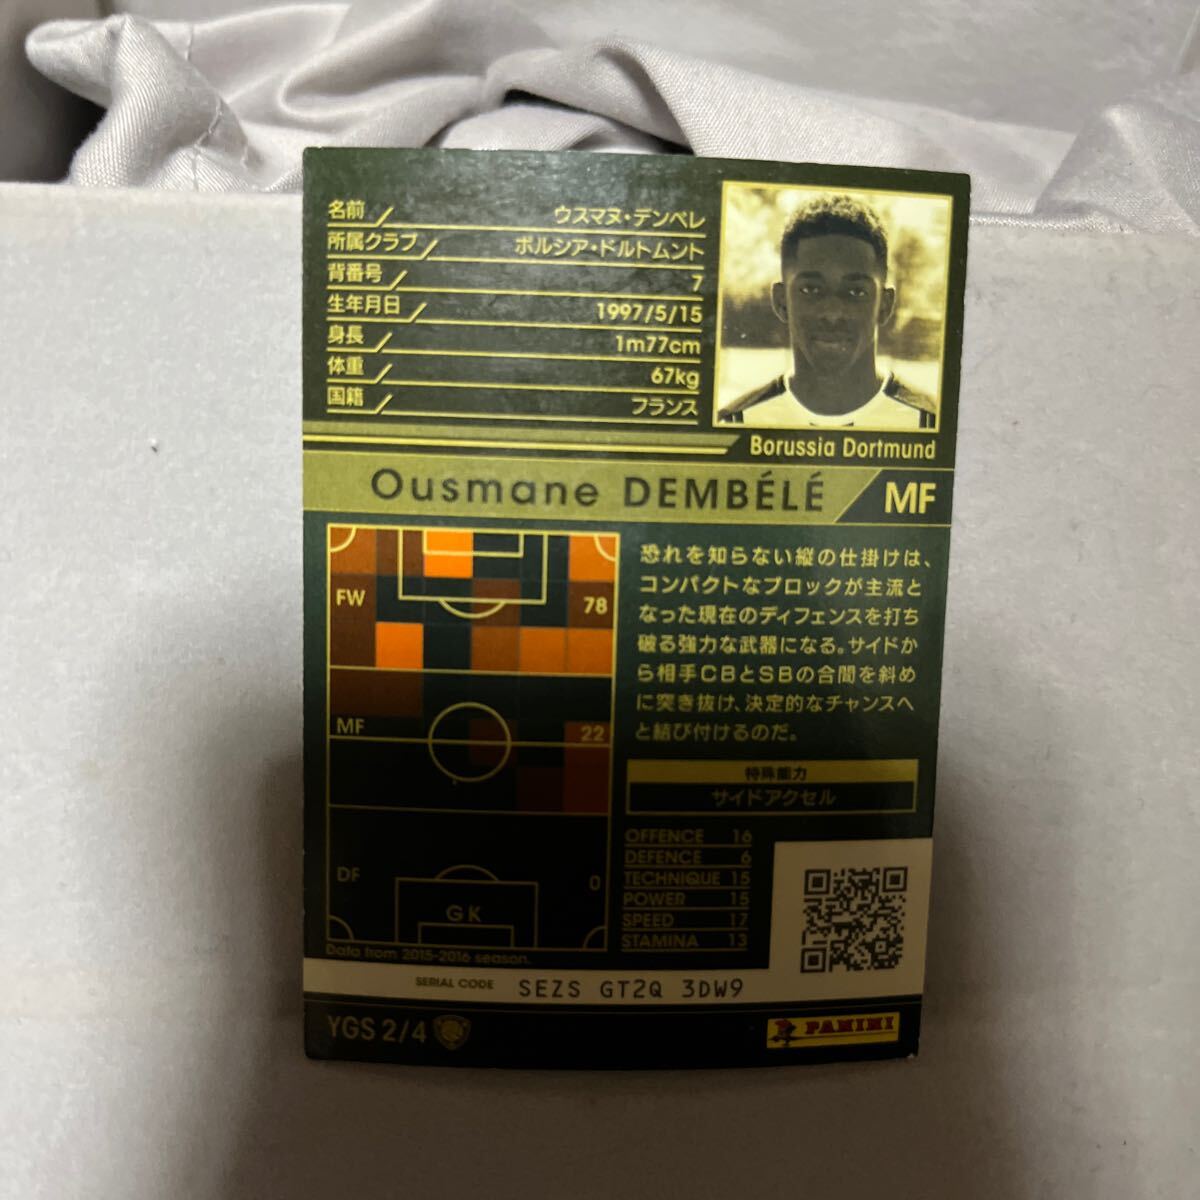 名前 ウスマヌ・デンベレ
所属クラブ ボルシア・ドルトムント
背番号 7
生年月日 1997/5/15
身長 1m77cm
体重 67kg
国籍 フランス
Borussia Dortmund
Ousmane DEMBÉLÉ MF
FW 78
MF 22
DF 0
GK
Data from 2015-2016 season.
恐れを知らない縦の仕掛けは、
コンパクトなブロックが主流と
なった現在のディフェンスを打ち
破る強力な武器になる。サイドか
ら相手CBとSBの合間を斜め
に突き抜け、決定的なチャンスへ
と結び付けるのだ。
特殊能力
サイドアクセル
OFFENCE 16
DEFENCE 6
TECHNIQUE 15
POWER 15
SPEED 17
STAMINA 13
SERIAL CODE SEZS GT2Q 3DW9
YGS 2/4
PANINI